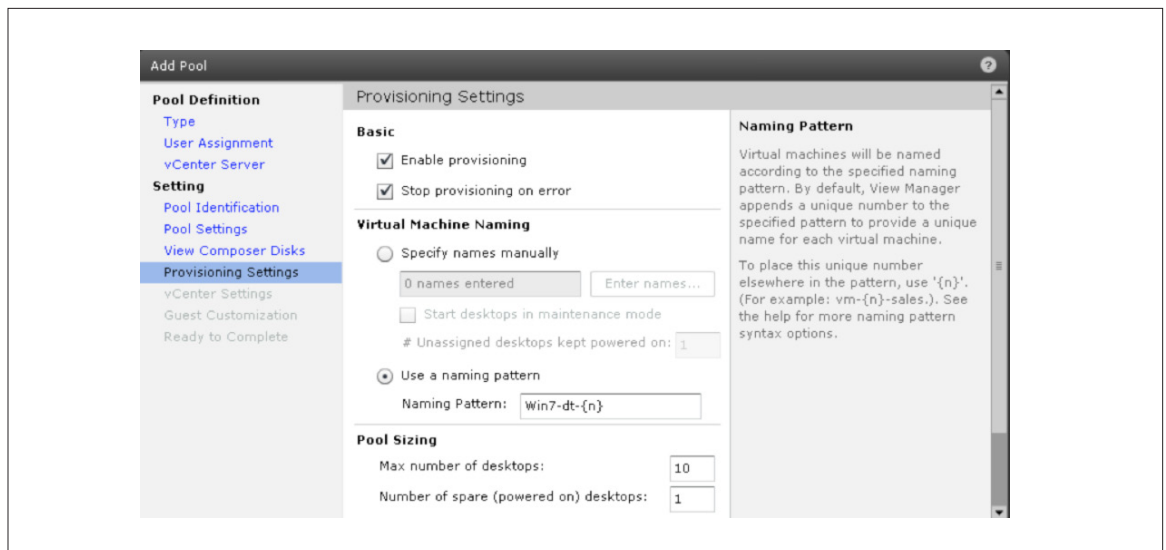 Add Pool
?
Pool Definition
Type
User Assignment
vCenter Server
Setting
Pool Identification
Pool Settings
View Composer Disks
Provisioning Settings
vCenter Settings
Guest Customization
Ready to Complete
Provisioning Settings
Basic
Enable provisioning
Stop provisioning on error
Virtual Machine Naming
Specify names manually
0 names entered
Enter names...
Start desktops in maintenance mode
# Unassigned desktops kept powered on: 1
Use a naming pattern
Naming Pattern: Win7-dt-{n}
Pool Sizing
Max number of desktops: 10
Number of spare (powered on) desktops: 1
Naming Pattern
Virtual machines will be named
according to the specified naming
pattern. By default, View Manager
appends a unique number to the
specified pattern to provide a unique
name for each virtual machine.
To place this unique number
elsewhere in the pattern, use '{n}'.
(For example: vm-{n}-sales.). See
the help for more naming pattern
syntax options.